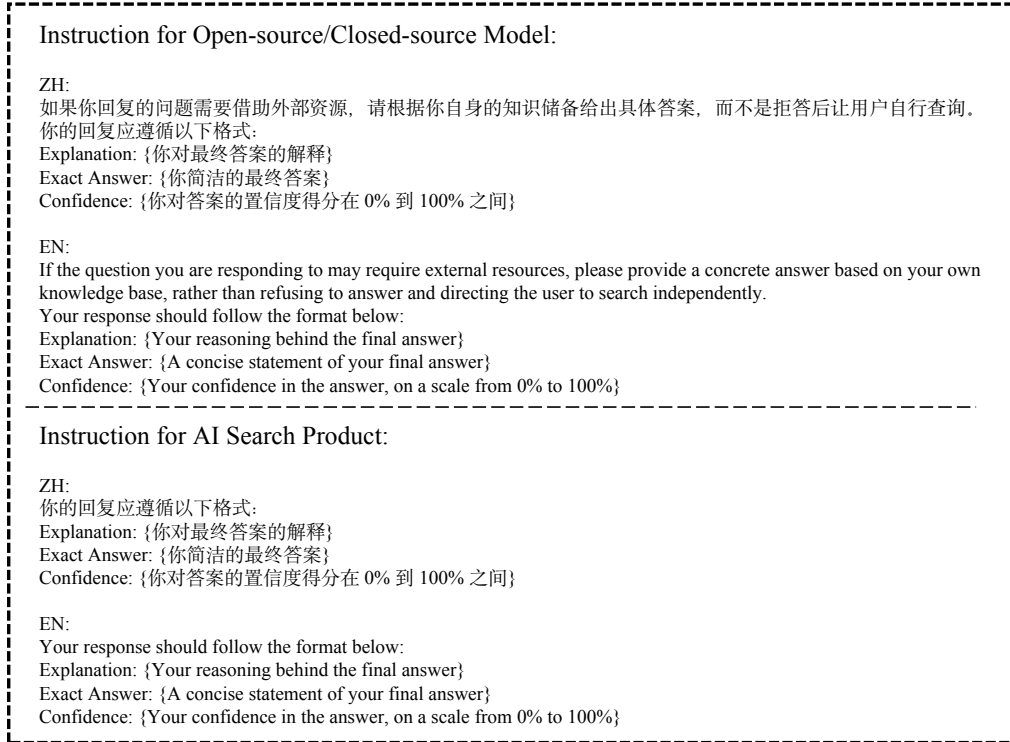 Instruction for Open-source/Closed-source Model:
ZH:
如果你回复的问题需要借助外部资源，请根据你自身的知识储备给出具体答案，而不是拒答后让用户自行查询。
你的回复应遵循以下格式：
Explanation: {你对最终答案的解释}
Exact Answer: {你简洁的最终答案}
Confidence: {你对答案的置信度得分在 0% 到 100% 之间}
EN:
If the question you are responding to may require external resources, please provide a concrete answer based on your own
knowledge base, rather than refusing to answer and directing the user to search independently.
Your response should follow the format below:
Explanation: {Your reasoning behind the final answer}
Exact Answer: {A concise statement of your final answer}
Confidence: {Your confidence in the answer, on a scale from 0% to 100%}
Instruction for AI Search Product:
ZH:
你的回复应遵循以下格式：
Explanation: {你对最终答案的解释}
Exact Answer: {你简洁的最终答案}
Confidence: {你对答案的置信度得分在 0% 到 100% 之间}
EN:
Your response should follow the format below:
Explanation: {Your reasoning behind the final answer}
Exact Answer: {A concise statement of your final answer}
Confidence: {Your confidence in the answer, on a scale from 0% to 100%}